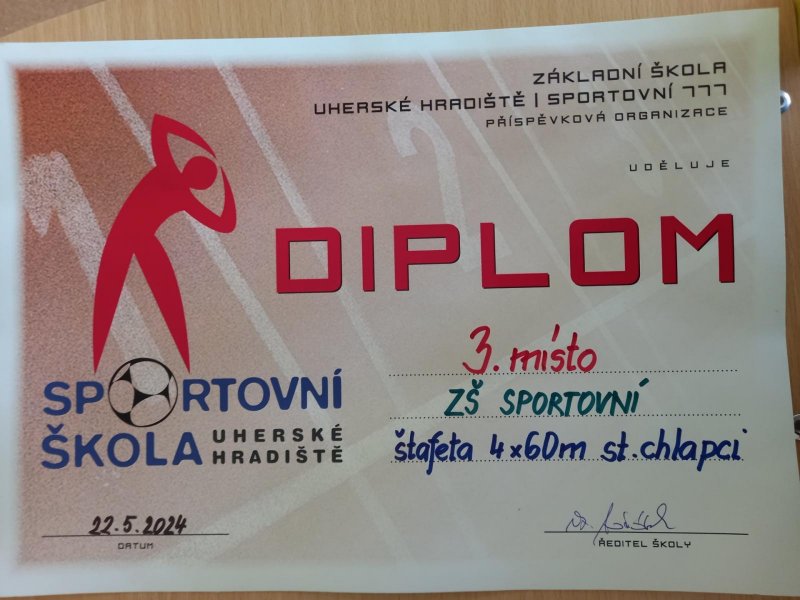 ZÁKLADNÍ ŠKOLA
UHERSKÉ HRADIŠTĚ | SPORTOVNÍ 777
PŘÍSPĚVKOVÁ ORGANIZACE
UDĚLUJE
DIPLOM
3. místo
ZŠ SPORTOVNÍ
štafeta 4x60m st. chlapci
SPORTOVNÍ
ŠKOLA UHERSKÉ
HRADIŠTĚ
22.5.2024
DATUM
ŘEDITEL ŠKOLY